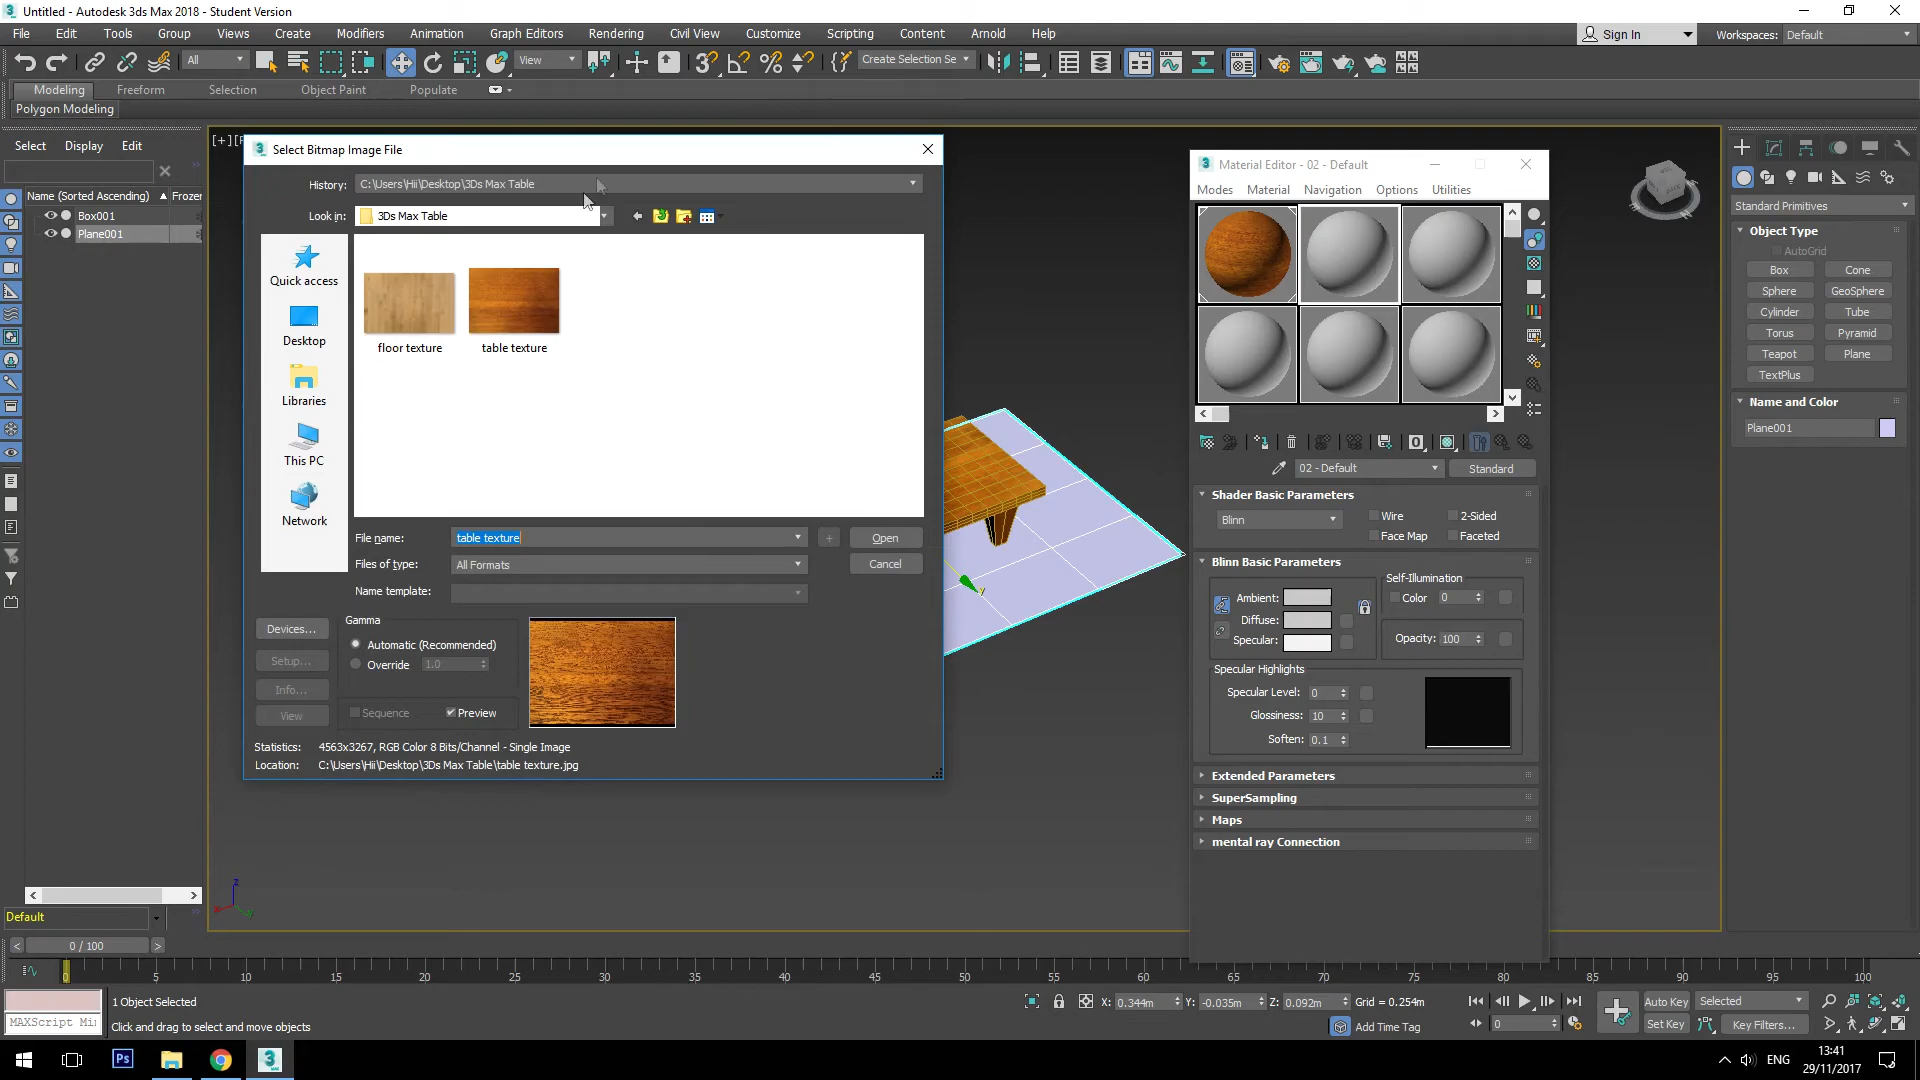 Untitled - Autodesk 3ds Max 2018 - Student Version
File Edit Tools Group Views Create Modifiers Animation Graph Editors Rendering Civil View Customize Scripting Content Arnold Help
Sign In
Workspaces: Default
All
View
Create Selection Se
Modeling Freeform Selection Object Paint Populate
Polygon Modeling
Select Display Edit
Name (Sorted Ascending) Frozen
Box001
Plane001
Select Bitmap Image File
History: C:\Users\Hii\Desktop\3Ds Max Table
Look in: 3Ds Max Table
Quick access
Desktop
Libraries
This PC
Network
floor texture
table texture
File name: table texture
Open
Files of type: All Formats
Cancel
Name template:
Devices...
Setup...
Info...
View
Gamma
Automatic (Recommended)
Override 1.0
Sequence
Preview
Statistics: 4563x3267, RGB Color 8 Bits/Channel - Single Image
Location: C:\Users\Hii\Desktop\3Ds Max Table\table texture.jpg
Material Editor - 02 - Default
Modes Material Navigation Options Utilities
02 - Default
Standard
Shader Basic Parameters
Blinn
Wire
2-Sided
Face Map
Faceted
Blinn Basic Parameters
Self-Illumination
Ambient:
Color 0
Diffuse:
Specular:
Opacity: 100
Specular Highlights
Specular Level: 0
Glossiness: 10
Soften: 0.1
Extended Parameters
SuperSampling
Maps
mental ray Connection
Standard Primitives
Object Type
AutoGrid
Box Cone
Sphere GeoSphere
Cylinder Tube
Torus Pyramid
Teapot Plane
TextPlus
Name and Color
Plane001
Default
0 / 100
0 5 10 15 20 25 30 35 40 45 50 55 60 65 70 75 80 85 90 95 100
1 Object Selected
Click and drag to select and move objects
MAXScript Mi
X: 0.344m Y: -0.035m Z: 0.092m Grid = 0.254m
Add Time Tag
0
Auto Key Selected
Set Key Key Filters...
ENG
13:41
29/11/2017